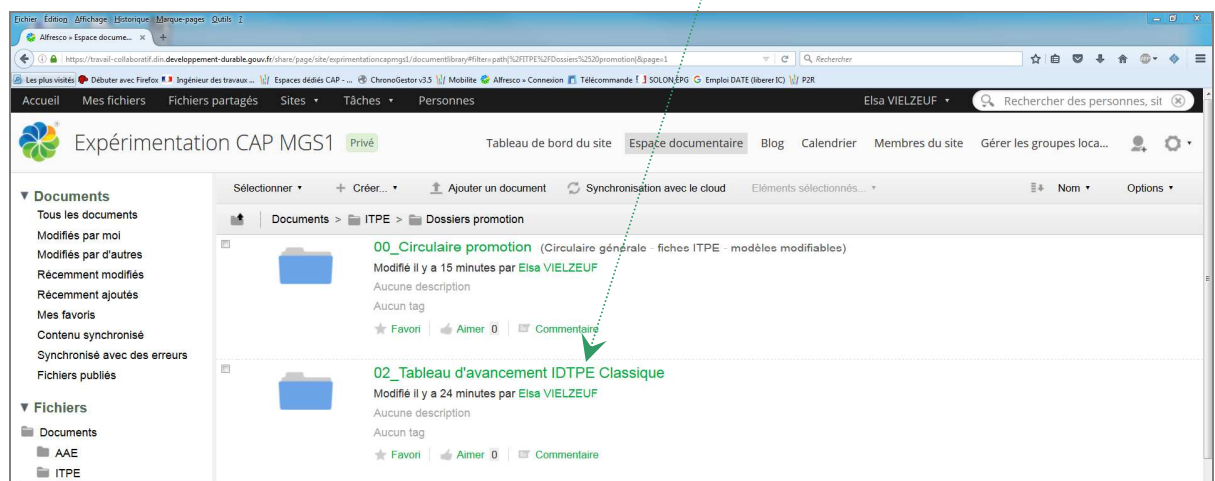 Fichier Édition Affichage Historique Marque-pages Outils ?
Alfresco » Espace docume... × +
https://travail-collaboratif.din.developpement-durable.gouv.fr/share/page/site/exprimentationcapmgs1/documentlibrary#filter=path|%2FITPE%2FDossiers%2520promotion|&page=1 Rechercher
Les plus visités Débuter avec Firefox Ingénieur des travaux ... Espaces dédiés CAP - ... ChronoGestor v3.5 Mobilite Alfresco » Connexion Télécommande SOLON EPG Emploi DATE (liberer IC) P2R
Accueil Mes fichiers Fichiers partagés Sites Tâches Personnes Elsa VIELZEUF Rechercher des personnes, sit
Expérimentation CAP MGS1 Privé Tableau de bord du site Espace documentaire Blog Calendrier Membres du site Gérer les groupes loca...
Documents
Sélectionner + Créer... Ajouter un document Synchronisation avec le cloud Eléments sélectionnés... Nom Options
Tous les documents
Modifiés par moi
Modifiés par d'autres
Récemment modifiés
Récemment ajoutés
Mes favoris
Contenu synchronisé
Synchronisé avec des erreurs
Fichiers publiés
Fichiers
Documents
AAE
ITPE
Documents > ITPE > Dossiers promotion
00_Circulaire promotion (Circulaire générale - fiches ITPE - modèles modifiables)
Modifié il y a 15 minutes par Elsa VIELZEUF
Aucune description
Aucun tag
Favori Aimer 0 Commentaire
02_Tableau d'avancement IDTPE Classique
Modifié il y a 24 minutes par Elsa VIELZEUF
Aucune description
Aucun tag
Favori Aimer 0 Commentaire